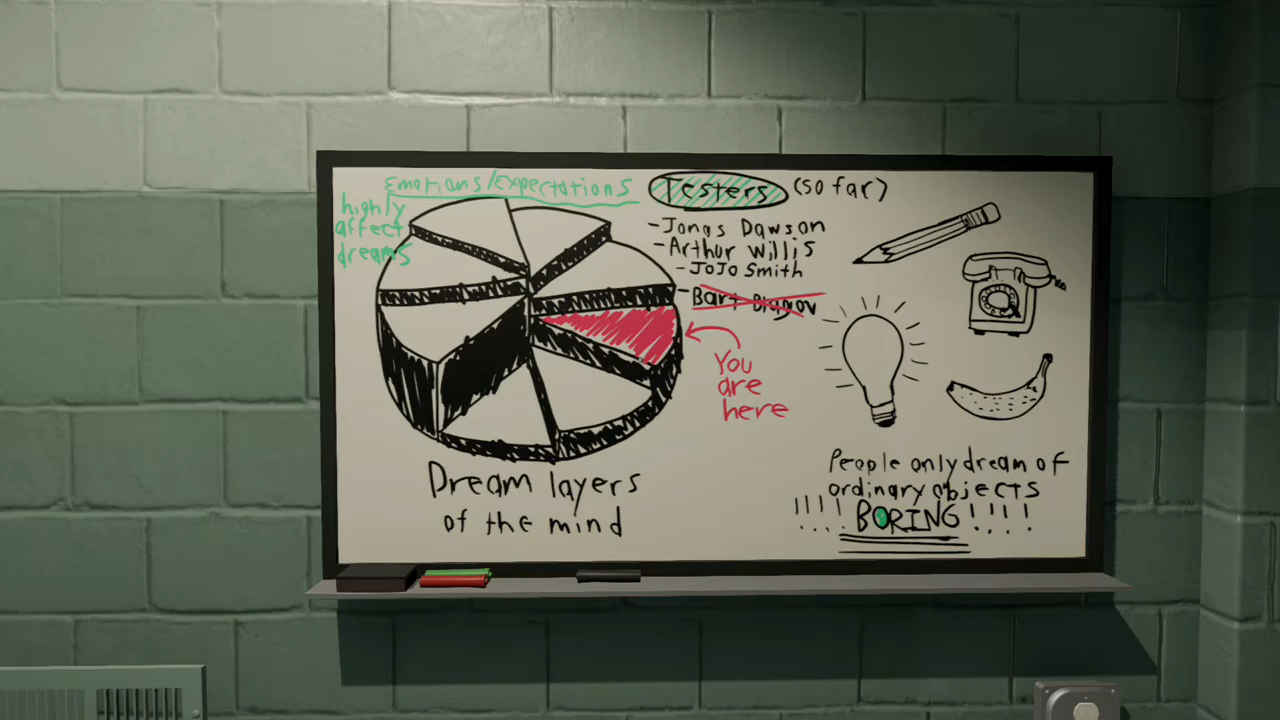 Emotions/Expectations
highly
affect
dreams
Testers (so far)
-Jonas Dawson
-Arthur Willis
-JoJo Smith
-Bart
You
are
here
Dream layers
of the mind
People only dream of
ordinary objects
!!!! BORING !!!!